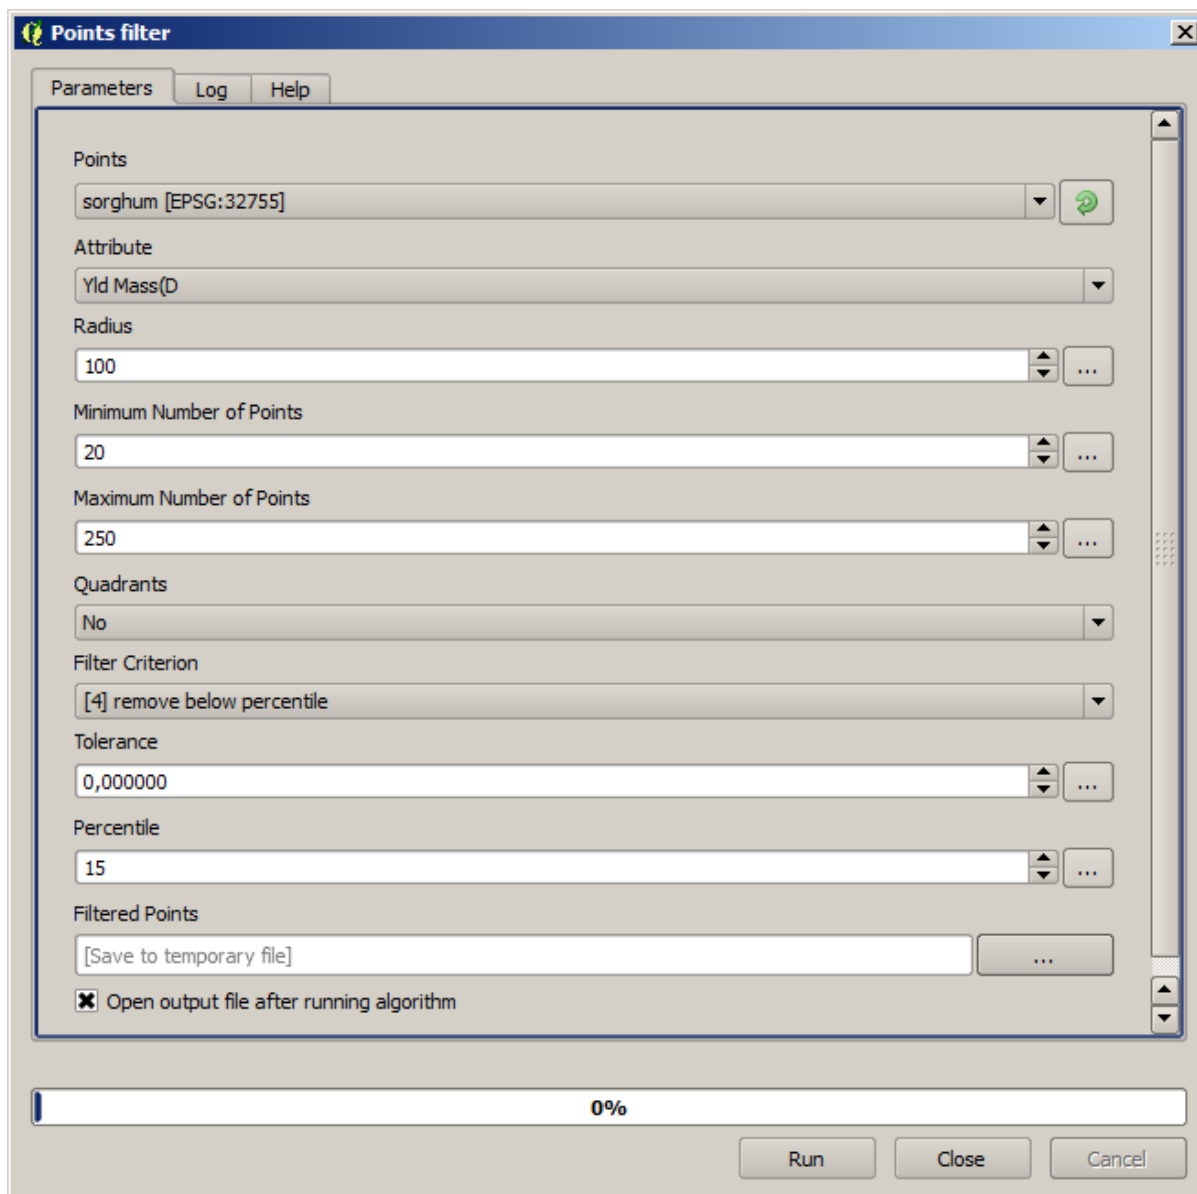 Points filter
Parameters Log Help
Points
sorghum [EPSG:32755]
Attribute
Yld Mass(D
Radius
100
...
Minimum Number of Points
20
...
Maximum Number of Points
250
...
Quadrants
No
Filter Criterion
[4] remove below percentile
Tolerance
0,000000
...
Percentile
15
...
Filtered Points
[Save to temporary file]
...
Open output file after running algorithm
0%
Run Close Cancel